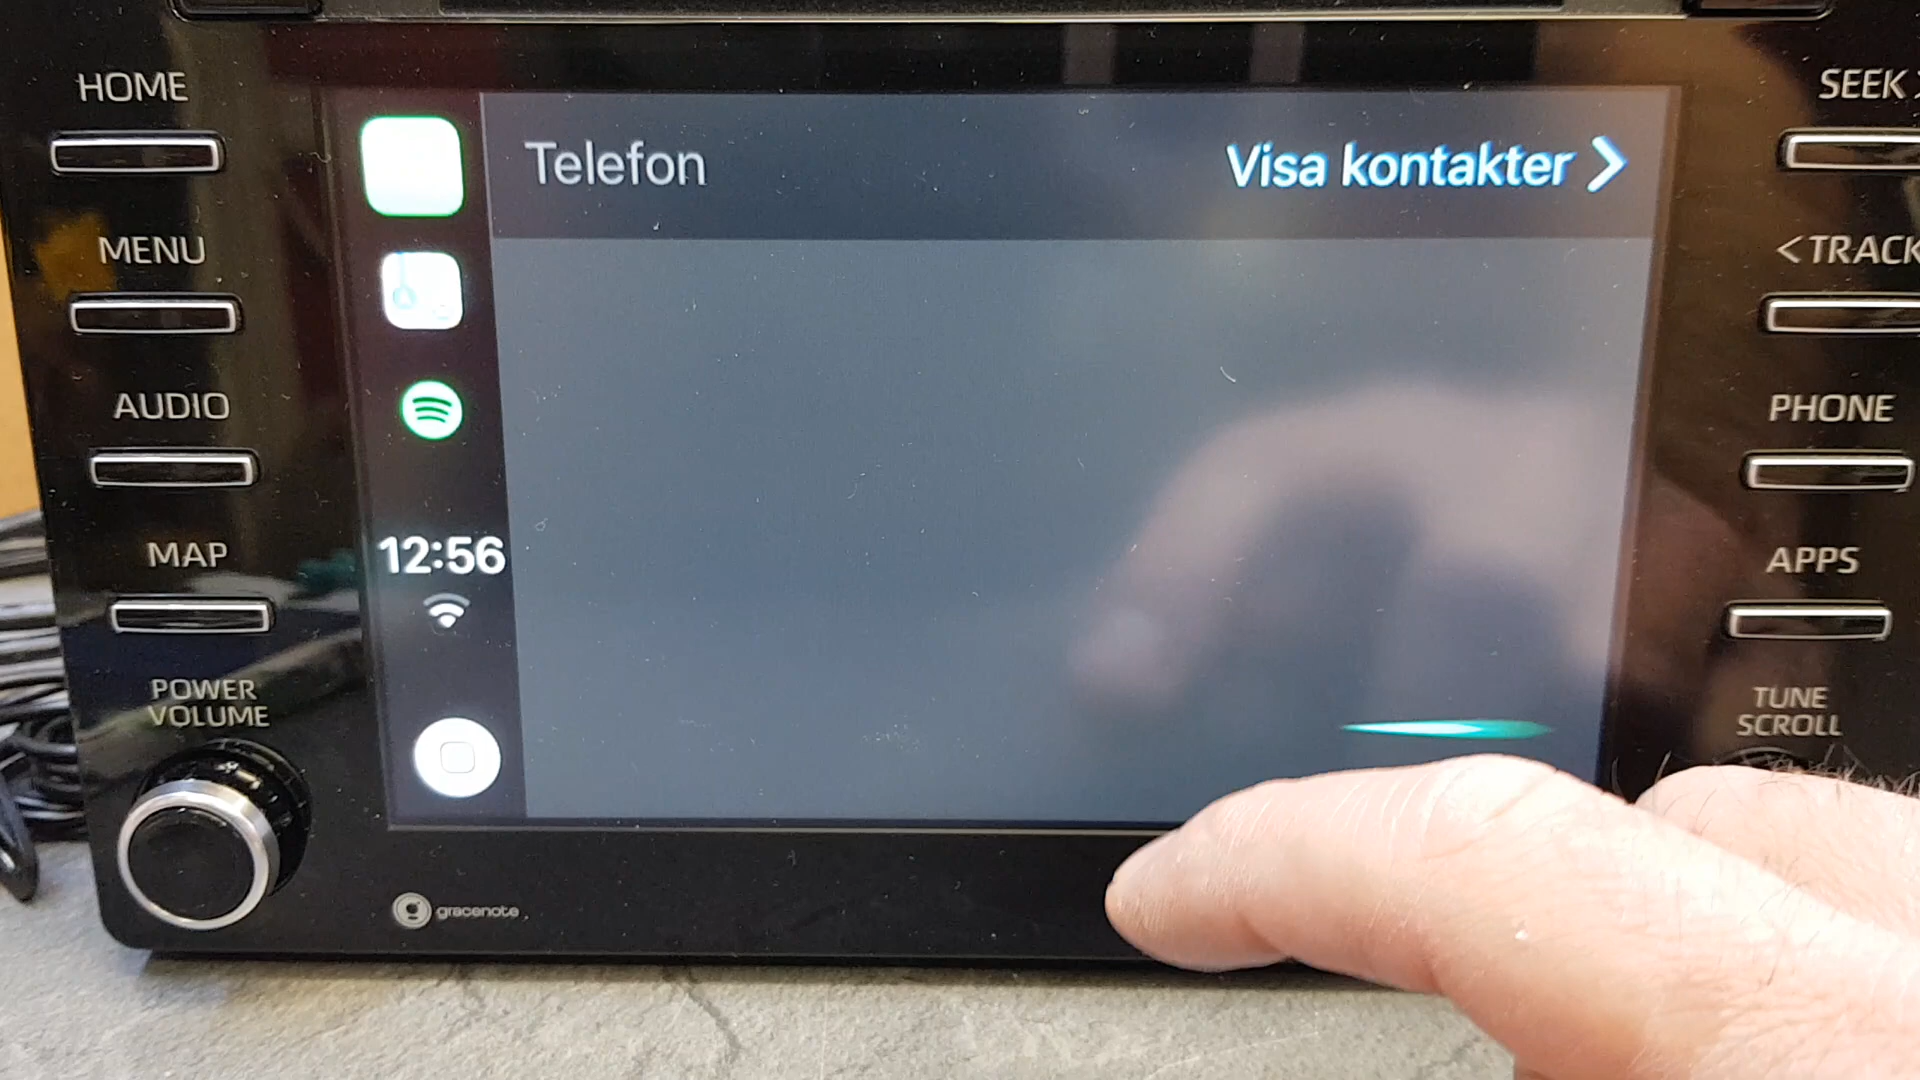 HOME
MENU
AUDIO
MAP
POWER
VOLUME
Telefon
Visa kontakter
12:56
gracenote
SEEK >
< TRACK
PHONE
APPS
TUNE
SCROLL